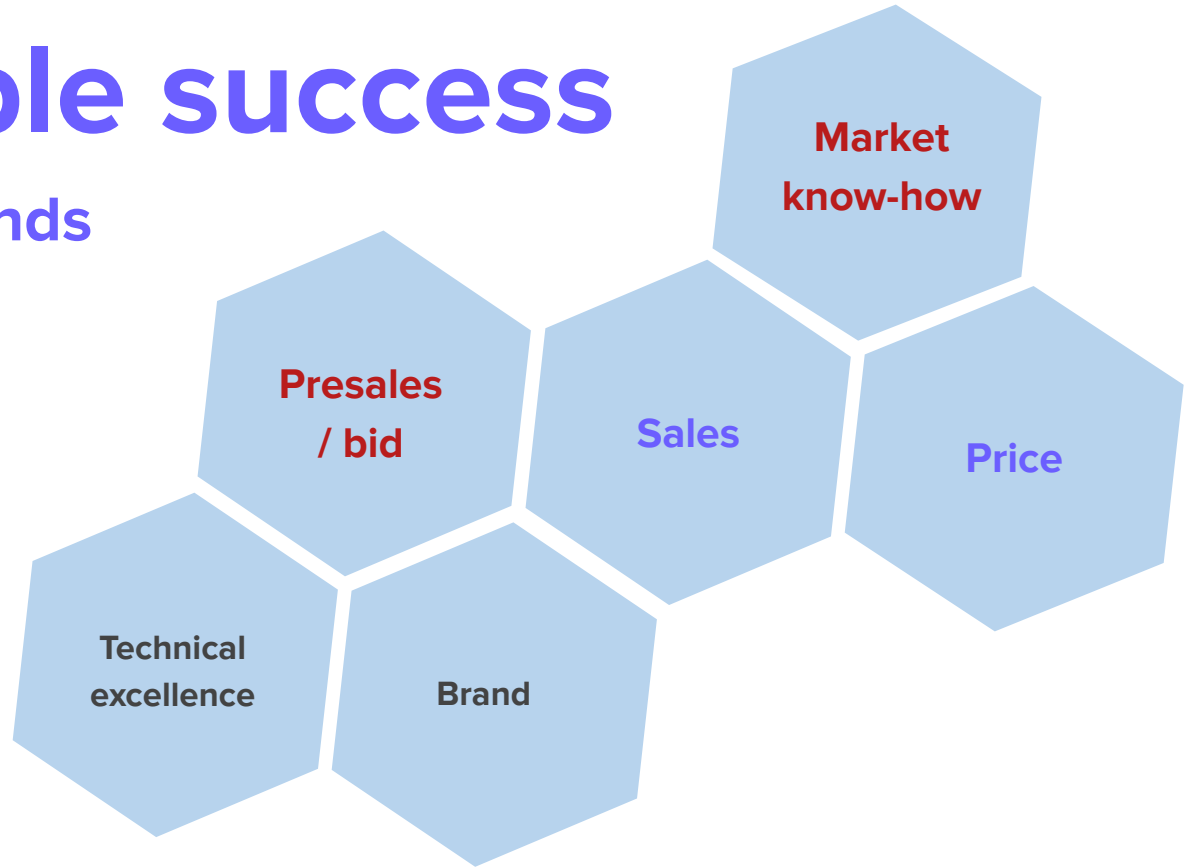 ple success
nds
Market
know-how
Presales
/ bid
Sales
Price
Technical
excellence
Brand